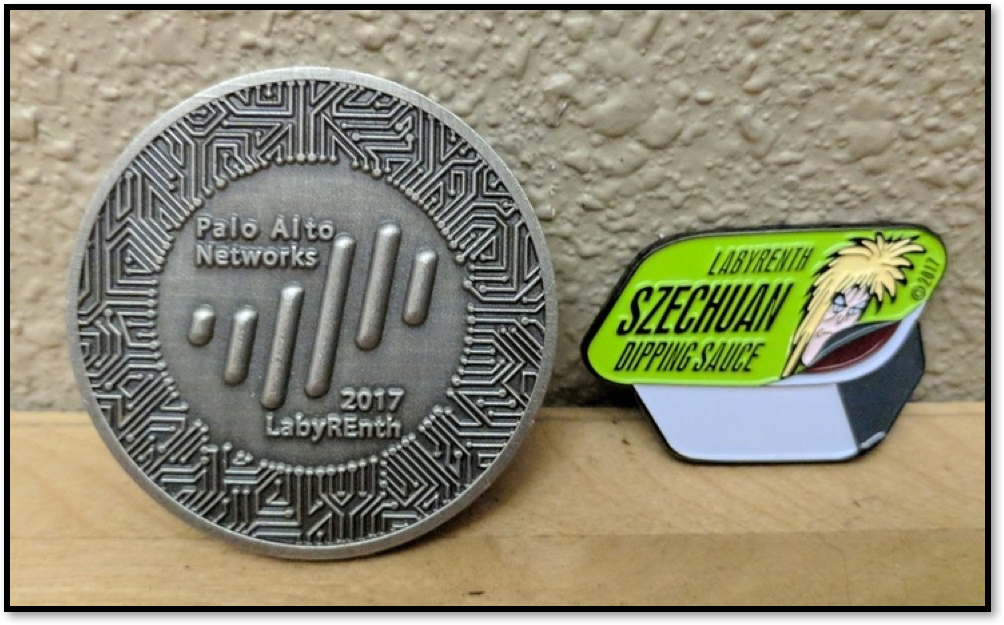 Palo Alto
Networks
2017
LabyREnth
LABYRENTH
SZECHUAN
DIPPING SAUCE
©2017